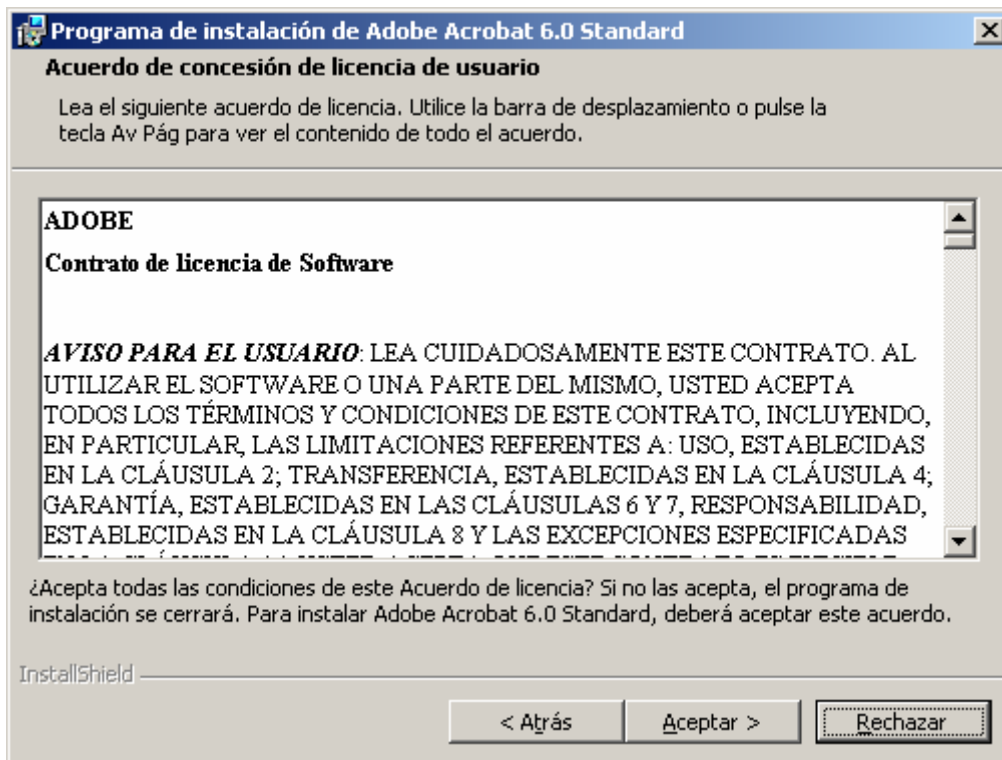 Programa de instalación de Adobe Acrobat 6.0 Standard
Acuerdo de concesión de licencia de usuario
Lea el siguiente acuerdo de licencia. Utilice la barra de desplazamiento o pulse la
tecla Av Pág para ver el contenido de todo el acuerdo.
ADOBE
Contrato de licencia de Software
AVISO PARA EL USUARIO: LEA CUIDADOSAMENTE ESTE CONTRATO. AL
UTILIZAR EL SOFTWARE O UNA PARTE DEL MISMO, USTED ACEPTA
TODOS LOS TÉRMINOS Y CONDICIONES DE ESTE CONTRATO, INCLUYENDO,
EN PARTICULAR, LAS LIMITACIONES REFERENTES A: USO, ESTABLECIDAS
EN LA CLÁUSULA 2; TRANSFERENCIA, ESTABLECIDAS EN LA CLÁUSULA 4;
GARANTÍA, ESTABLECIDAS EN LAS CLÁUSULAS 6 Y 7, RESPONSABILIDAD,
ESTABLECIDAS EN LA CLÁUSULA 8 Y LAS EXCEPCIONES ESPECIFICADAS
¿Acepta todas las condiciones de este Acuerdo de licencia? Si no las acepta, el programa de
instalación se cerrará. Para instalar Adobe Acrobat 6.0 Standard, deberá aceptar este acuerdo.
InstallShield
< Atrás
Aceptar >
Rechazar